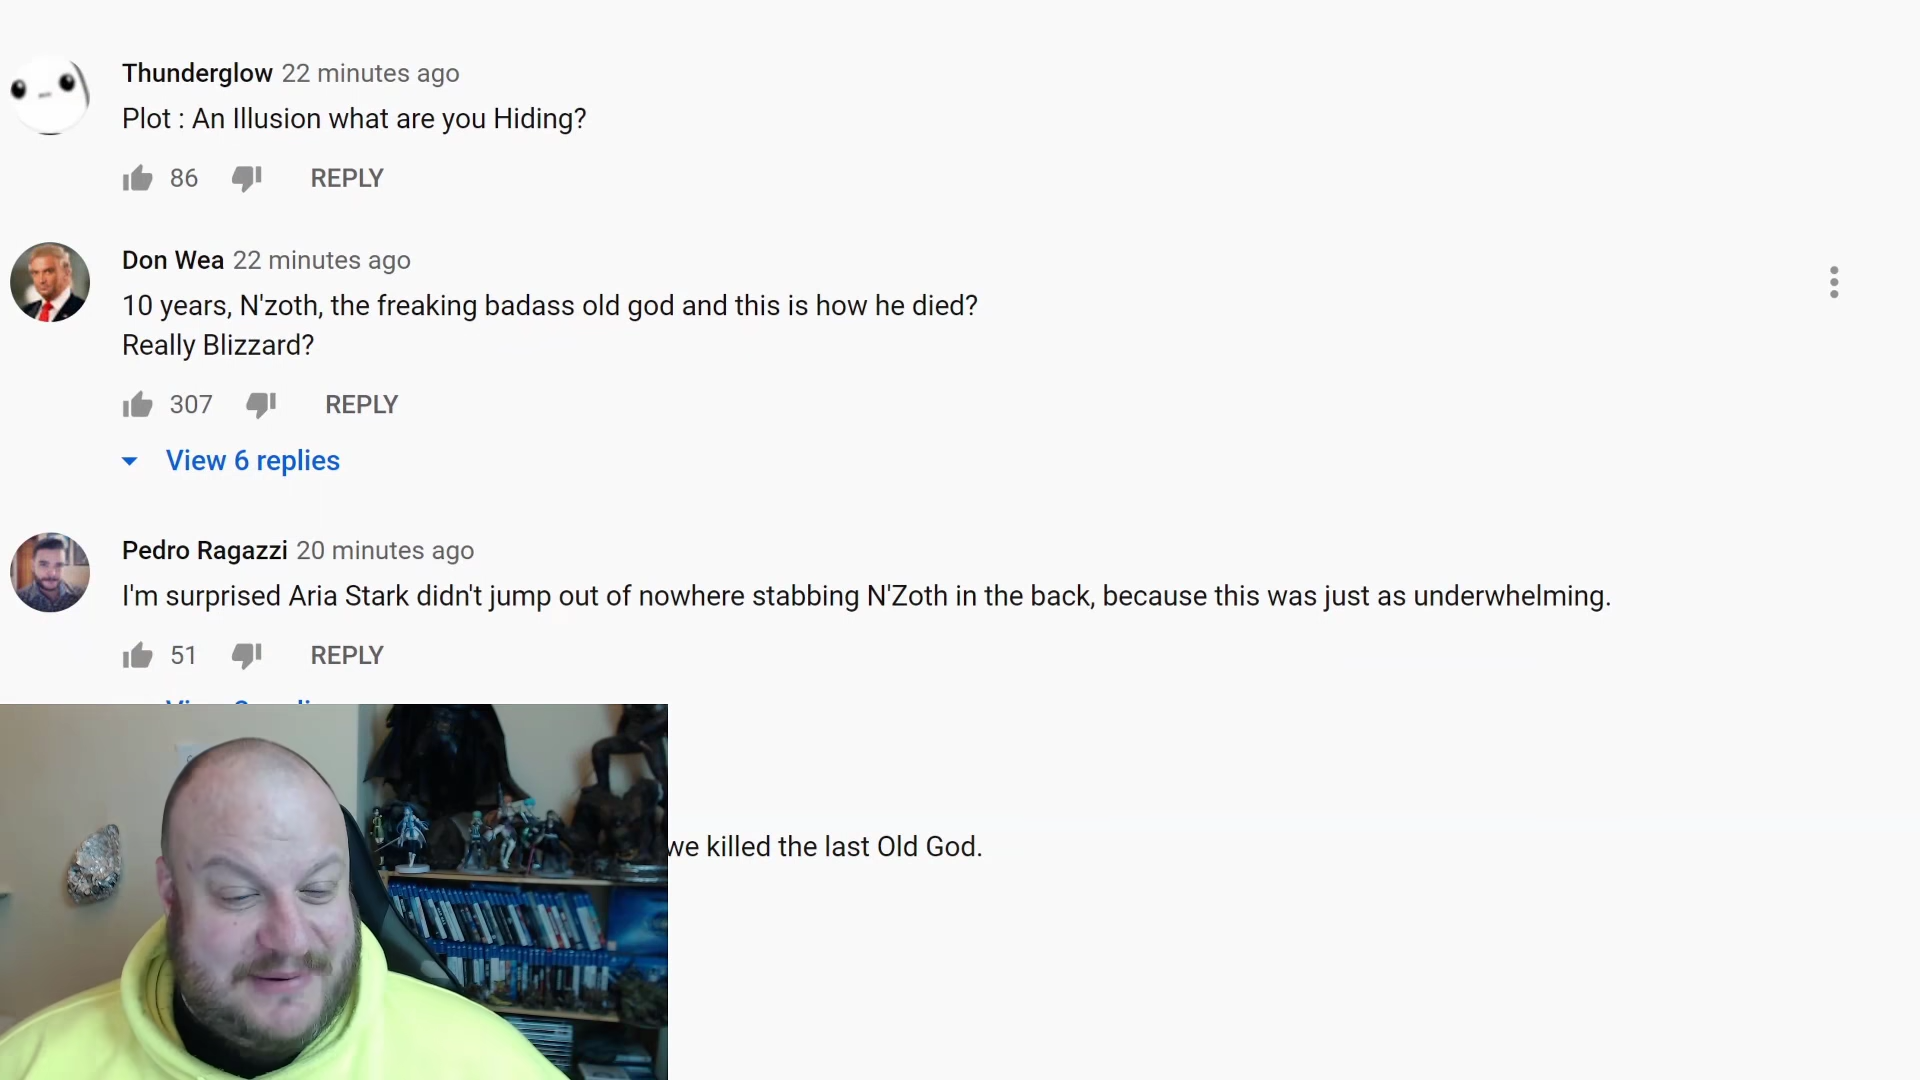 Thunderglow 22 minutes ago
Plot : An Illusion what are you Hiding?
86 REPLY
Don Wea 22 minutes ago
10 years, N'zoth, the freaking badass old god and this is how he died?
Really Blizzard?
307 REPLY
View 6 replies
Pedro Ragazzi 20 minutes ago
I'm surprised Aria Stark didn't jump out of nowhere stabbing N'Zoth in the back, because this was just as underwhelming.
51 REPLY
we killed the last Old God.